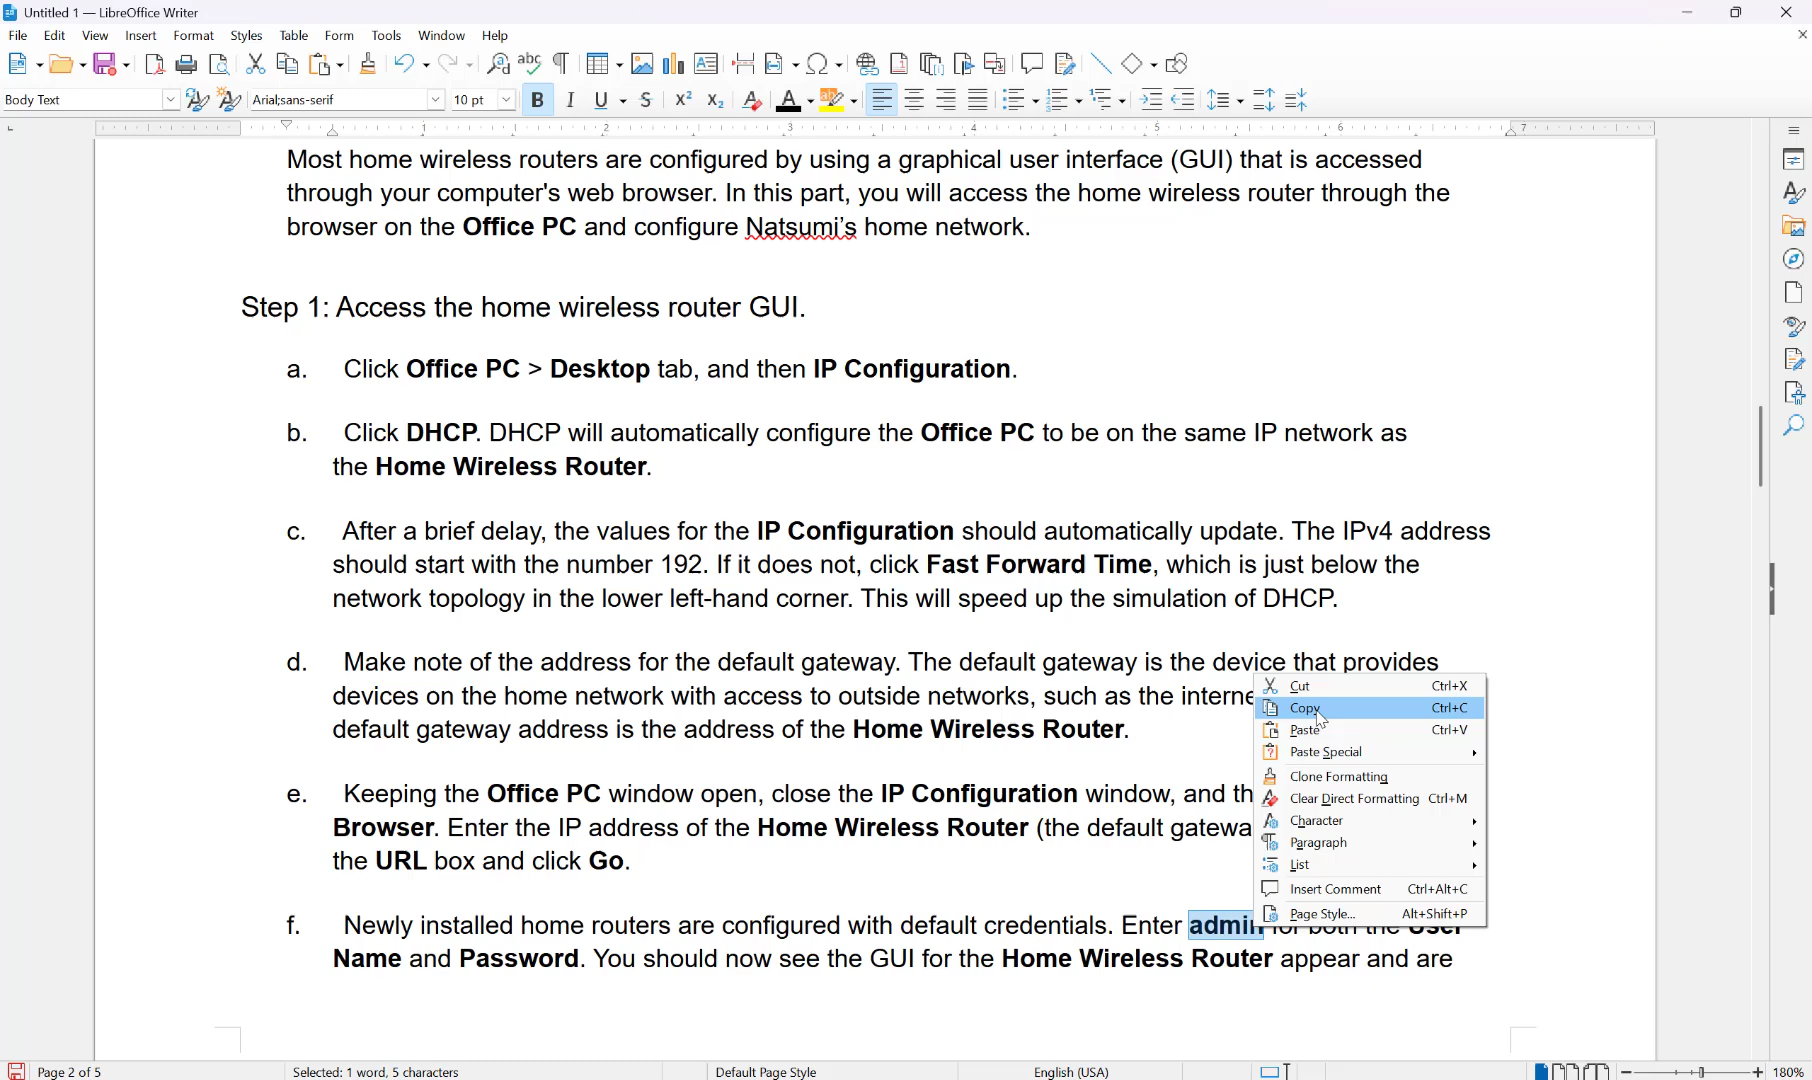 Untitled 1 — LibreOffice Writer
File Edit View Insert Format Styles Table Form Tools Window Help
Body Text Arial;sans-serif 10 pt
1 2 3 4 5 6 7
Most home wireless routers are configured by using a graphical user interface (GUI) that is accessed
through your computer's web browser. In this part, you will access the home wireless router through the
browser on the Office PC and configure Natsumi’s home network.
Step 1: Access the home wireless router GUI.
a. Click Office PC > Desktop tab, and then IP Configuration.
b. Click DHCP. DHCP will automatically configure the Office PC to be on the same IP network as
the Home Wireless Router.
c. After a brief delay, the values for the IP Configuration should automatically update. The IPv4 address
should start with the number 192. If it does not, click Fast Forward Time, which is just below the
network topology in the lower left-hand corner. This will speed up the simulation of DHCP.
d. Make note of the address for the default gateway. The default gateway is the device that provides
devices on the home network with access to outside networks, such as the interne
default gateway address is the address of the Home Wireless Router.
e. Keeping the Office PC window open, close the IP Configuration window, and th
Browser. Enter the IP address of the Home Wireless Router (the default gatewa
the URL box and click Go.
f. Newly installed home routers are configured with default credentials. Enter admin for both the User
Name and Password. You should now see the GUI for the Home Wireless Router appear and are
Cut Ctrl+X
Copy Ctrl+C
Paste Ctrl+V
Paste Special
Clone Formatting
Clear Direct Formatting Ctrl+M
Character
Paragraph
List
Insert Comment Ctrl+Alt+C
Page Style... Alt+Shift+P
Page 2 of 5 Selected: 1 word, 5 characters Default Page Style English (USA) 180%